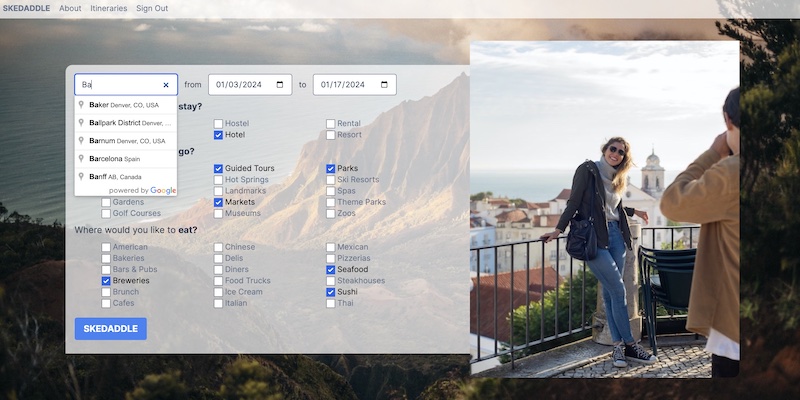 SKEDADDLE About Itineraries Sign Out
Ba from 01/03/2024 to 01/17/2024
Baker Denver, CO, USA
Ballpark District Denver, ...
Barnum Denver, CO, USA
Barcelona Spain
Banff AB, Canada
powered by Google
stay?
Hostel Rental
Hotel Resort
go?
Guided Tours Parks
Hot Springs Ski Resorts
Landmarks Spas
Gardens Markets Theme Parks
Golf Courses Museums Zoos
Where would you like to eat?
American Chinese Mexican
Bakeries Delis Pizzerias
Bars & Pubs Diners Seafood
Breweries Food Trucks Steakhouses
Brunch Ice Cream Sushi
Cafes Italian Thai
SKEDADDLE